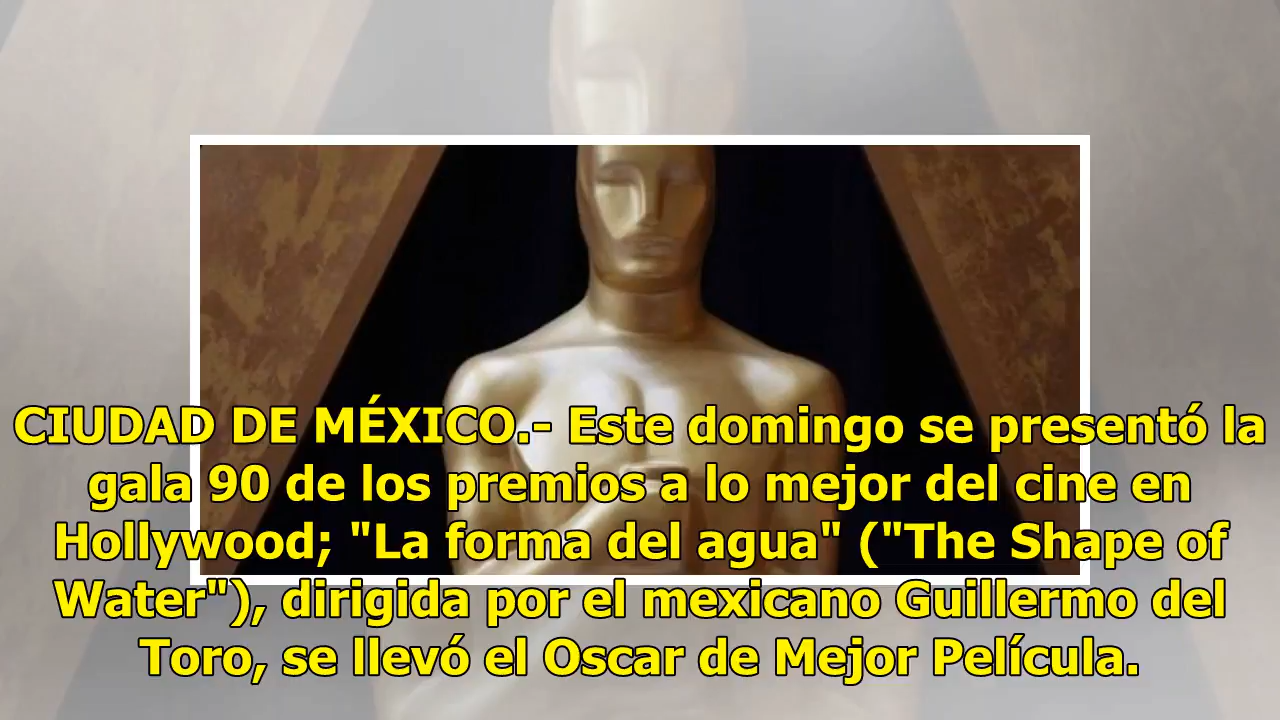 CIUDAD DE MÉXICO.- Este domingo se presentó la
gala 90 de los premios a lo mejor del cine en
Hollywood; "La forma del agua" ("The Shape of
Water"), dirigida por el mexicano Guillermo del
Toro, se llevó el Oscar de Mejor Película.